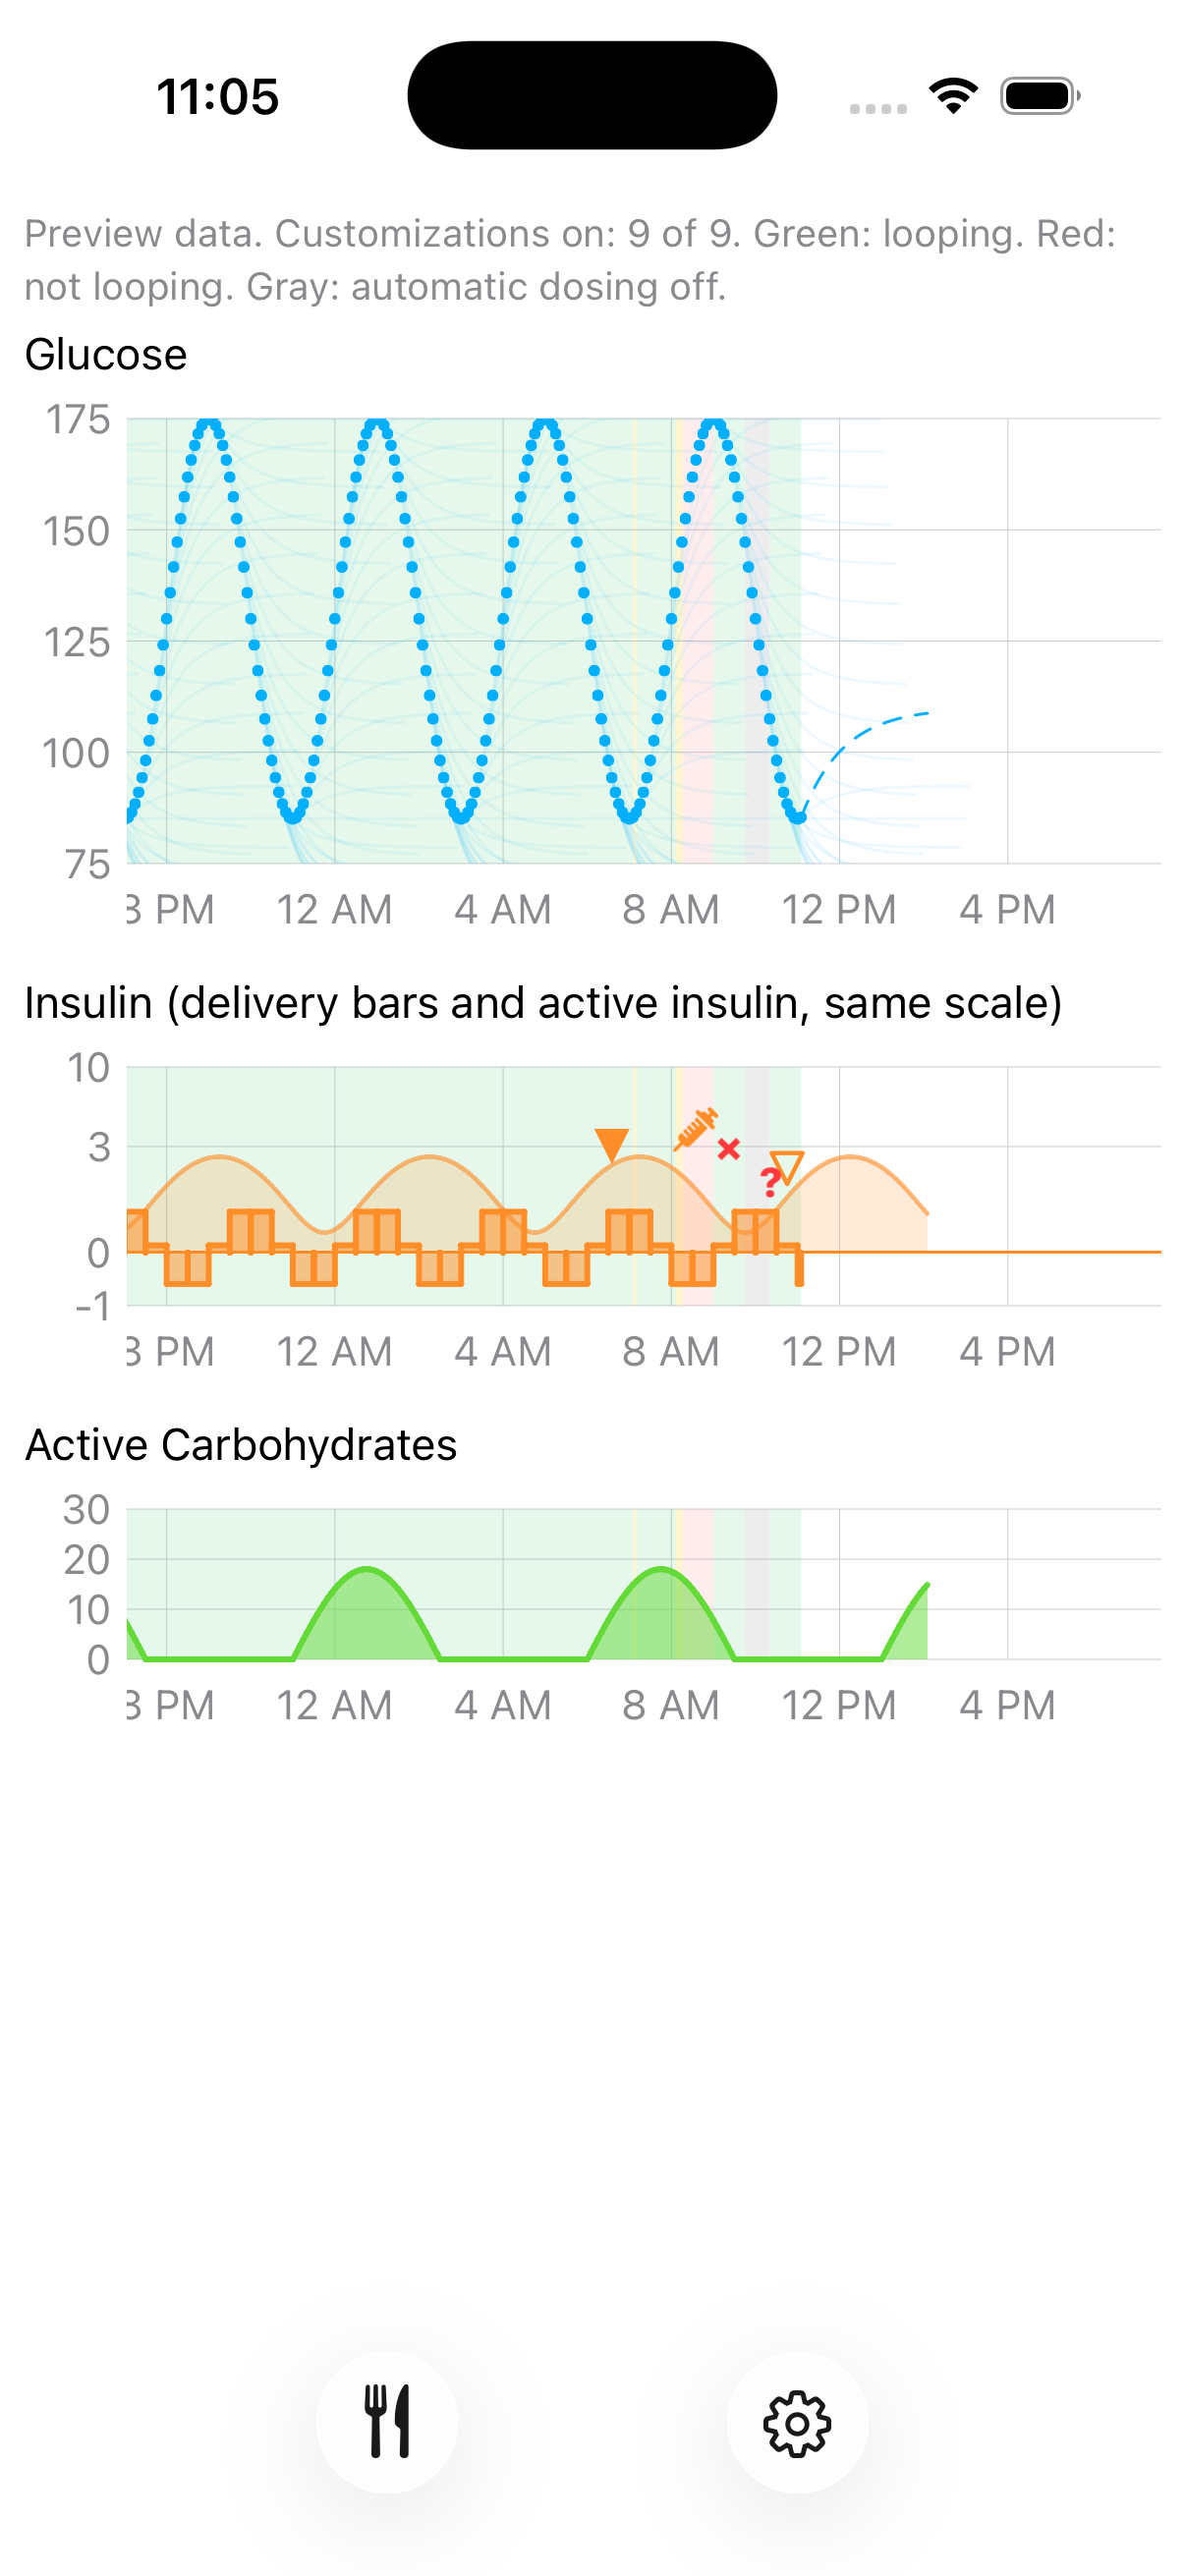 11:05
Preview data. Customizations on: 9 of 9. Green: looping. Red:
not looping. Gray: automatic dosing off.
Glucose
175
150
125
100
75
8 PM 12 AM 4 AM 8 AM 12 PM 4 PM
Insulin (delivery bars and active insulin, same scale)
10
3
?
0
-1
8 PM 12 AM 4 AM 8 AM 12 PM 4 PM
Active Carbohydrates
30
20
10
0
8 PM 12 AM 4 AM 8 AM 12 PM 4 PM